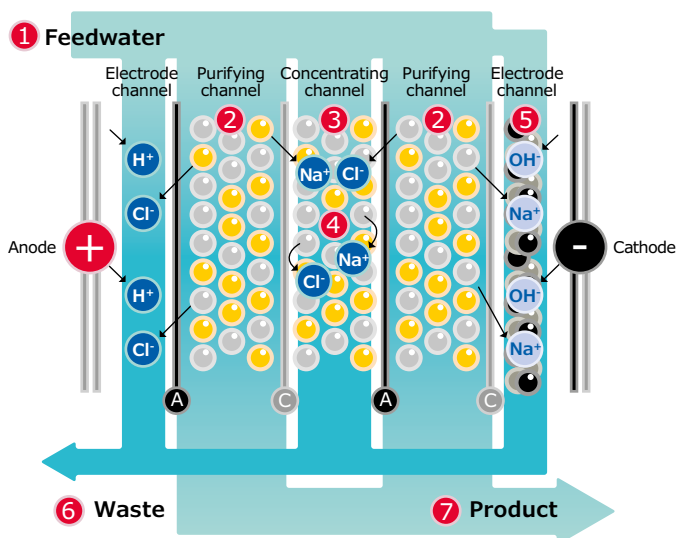 1 Feedwater
Electrode channel
Purifying channel
Concentrating channel
Purifying channel
Electrode channel
2
3
2
5
H⁺
Na⁺
Cl⁻
OH⁻
Cl⁻
Na⁺
4
Anode
+
-
Cathode
Na⁺
Cl⁻
H⁺
OH⁻
Cl⁻
Na⁺
A
C
A
C
6 Waste
7 Product